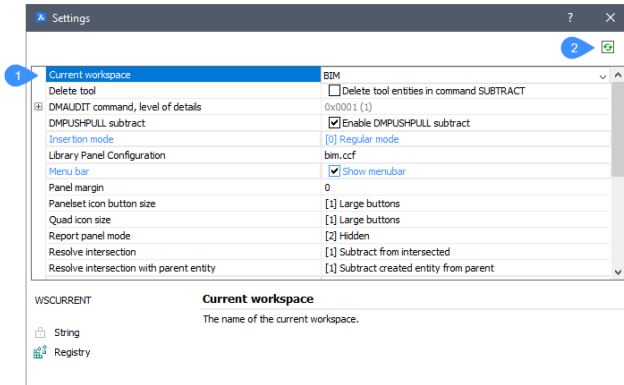 Settings
?
2
1
Current workspace BIM
Delete tool Delete tool entities in command SUBTRACT
DMAUDIT command, level of details 0x0001 (1)
DMPUSHPULL subtract Enable DMPUSHPULL subtract
Insertion mode [0] Regular mode
Library Panel Configuration bim.ccf
Menu bar Show menubar
Panel margin 0
Panelset icon button size [1] Large buttons
Quad icon size [1] Large buttons
Report panel mode [2] Hidden
Resolve intersection [1] Subtract from intersected
Resolve intersection with parent entity [1] Subtract created entity from parent
WSCURRENT Current workspace
The name of the current workspace.
String
Registry